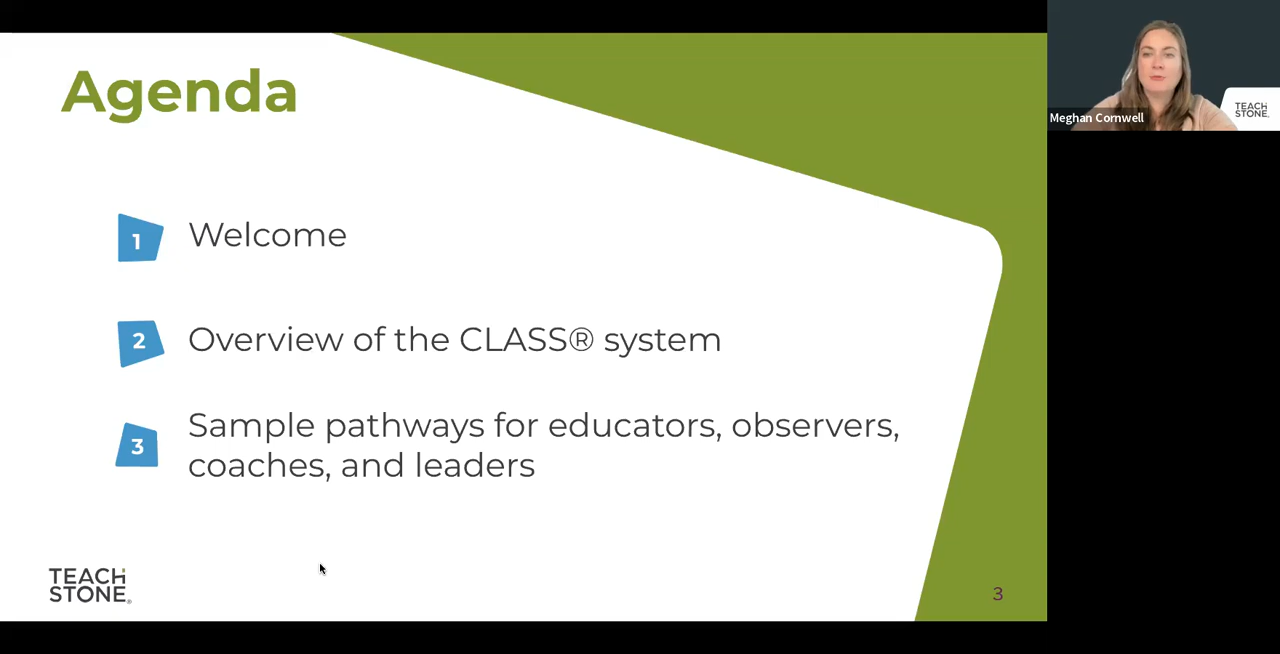 Agenda
1 Welcome
2 Overview of the CLASS® system
3 Sample pathways for educators, observers,
coaches, and leaders
TEACH
STONE®
3
Meghan Cornwell
TEACH
STONE.